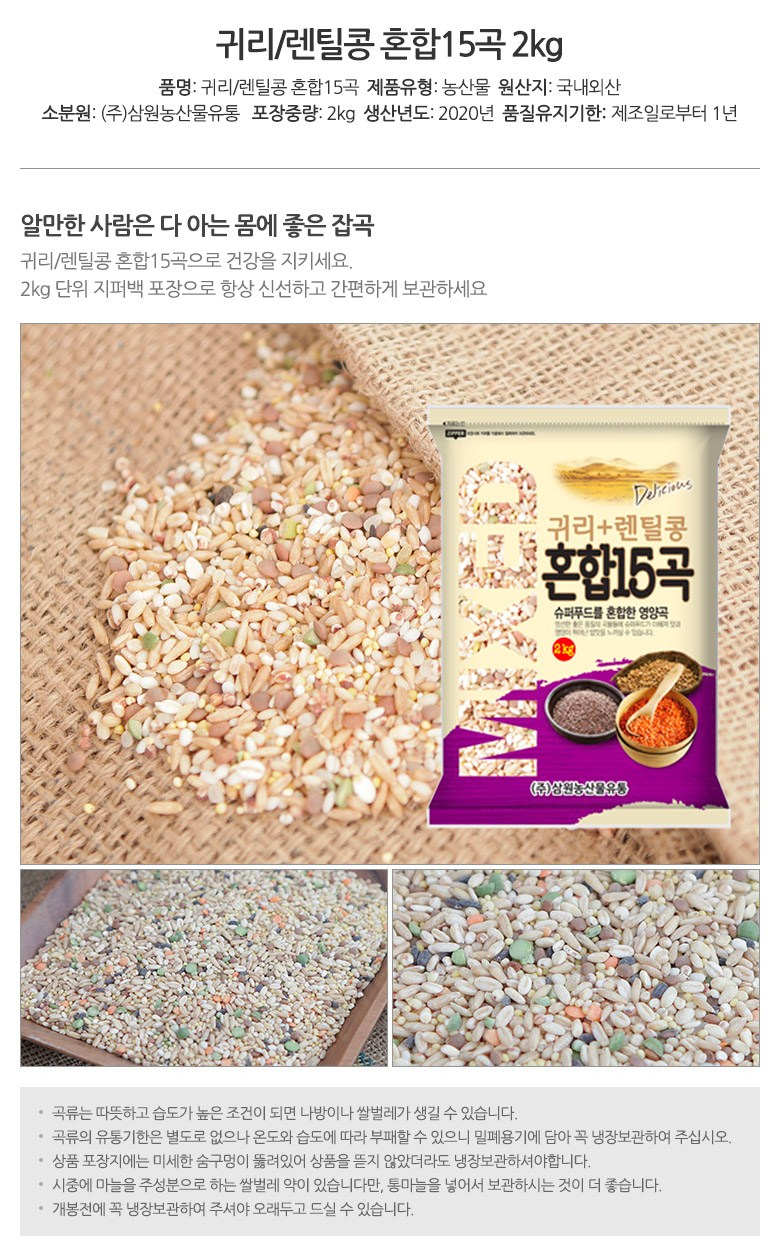 귀리/렌틸콩 혼합15곡 2kg
품명: 귀리/렌틸콩 혼합15곡 제품유형: 농산물 원산지: 국내외산
소분원: (주)삼원농산물유통 포장중량: 2kg 생산년도: 2020년 품질유지기한: 제조일로부터 1년
알만한 사람은 다 아는 몸에 좋은 잡곡
귀리/렌틸콩 혼합15곡으로 건강을 지키세요.
2kg 단위 지퍼백 포장으로 항상 신선하고 간편하게 보관하세요
ZIPPER
Delicious
MIXED
귀리+렌틸콩
혼합15곡
슈퍼푸드를 혼합한 영양곡
2kg
(주)삼원농산물유통
• 곡류는 따뜻하고 습도가 높은 조건이 되면 나방이나 쌀벌레가 생길 수 있습니다.
• 곡류의 유통기한은 별도로 없으나 온도와 습도에 따라 부패할 수 있으니 밀폐용기에 담아 꼭 냉장보관하여 주십시오.
• 상품 포장지에는 미세한 숨구멍이 뚫려있어 상품을 뜯지 않았더라도 냉장보관하셔야합니다.
• 시중에 마늘을 주성분으로 하는 쌀벌레 약이 있습니다만, 통마늘을 넣어서 보관하시는 것이 더 좋습니다.
• 개봉전에 꼭 냉장보관하여 주셔야 오래두고 드실 수 있습니다.